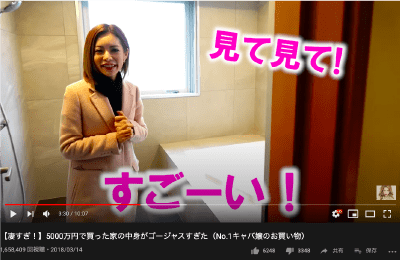 見て見て!
すごーい!
3:30 / 10:07
【凄すぎ!】5000万円で買った家の中身がゴージャスすぎた(No.1キャバ嬢のお買い物)
1,658,409 回視聴・2018/03/14
6248
3348
共有
保存